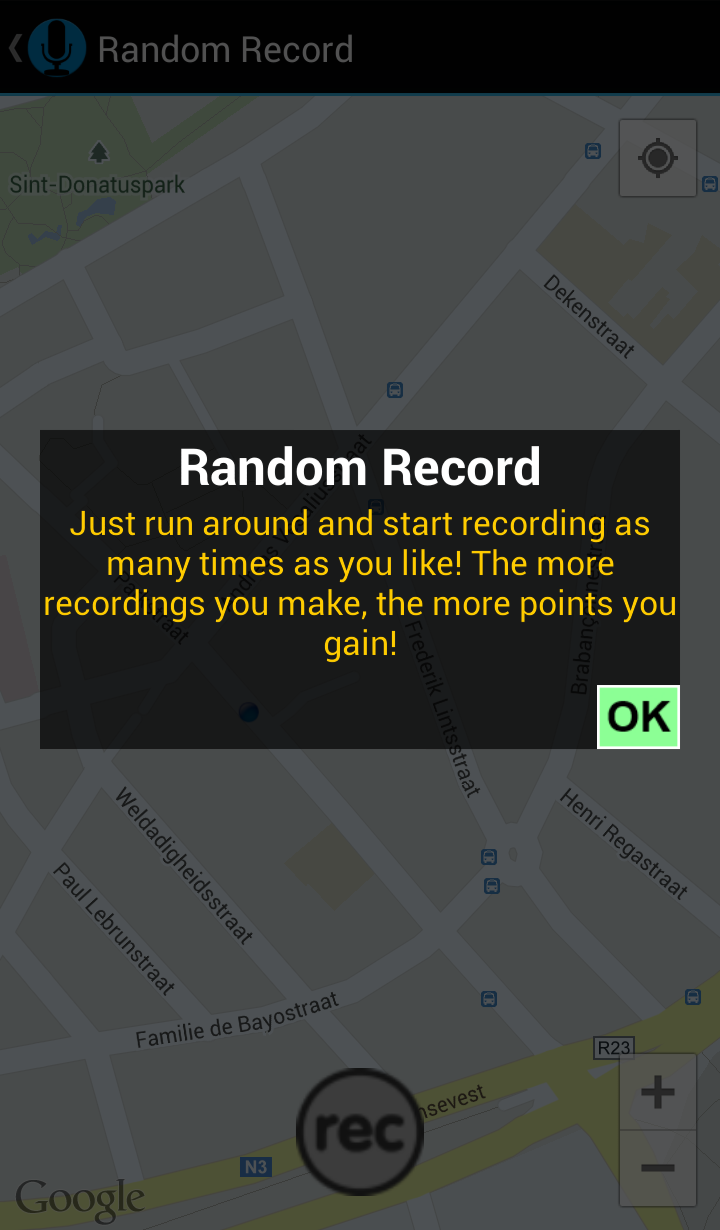 Random Record
Sint-Donatuspark
Dekenstraat
Random Record
Just run around and start recording as
many times as you like! The more
recordings you make, the more points you
gain!
OK
Frederik Lintsstraat
Weldadigheidsstraat
Henri Regastraat
Paul Lebrunstraat
Familie de Bayostraat
R23
rec
N3
Google
+
−